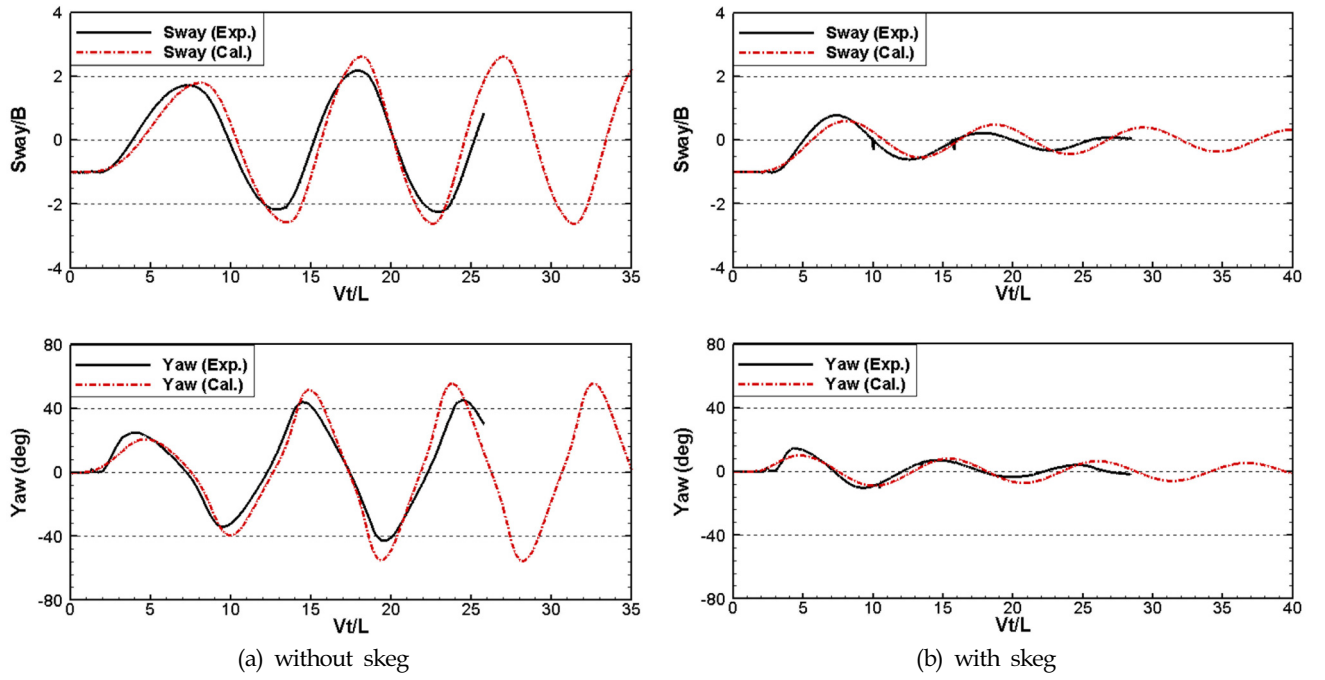 Sway (Exp.)
Sway (Cal.)
Sway/B
4
2
0
-2
-4
0 5 10 15 20 25 30 35
Vt/L
Yaw (Exp.)
Yaw (Cal.)
Yaw (deg)
80
40
0
-40
-80
0 5 10 15 20 25 30 35
Vt/L
(a) without skeg
Sway (Exp.)
Sway (Cal.)
Sway/B
4
2
0
-2
-4
0 5 10 15 20 25 30 35 40
Vt/L
Yaw (Exp.)
Yaw (Cal.)
Yaw (deg)
80
40
0
-40
-80
0 5 10 15 20 25 30 35 40
Vt/L
(b) with skeg